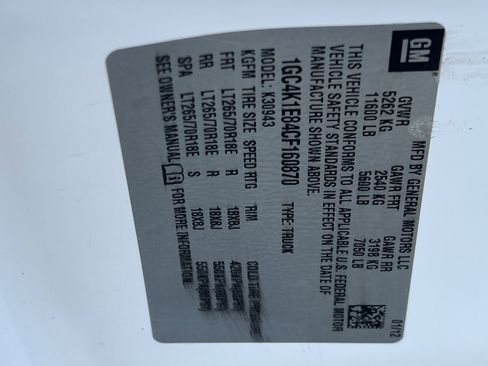 GM
MFD BY GENERAL MOTORS LLC
01/12
GVWR GAWR FRT GAWR RR
5262 KG 2540 KG 3198 KG
11600 LB 5600 LB 7050 LB
THIS VEHICLE CONFORMS TO ALL APPLICABLE U.S. FEDERAL MOTOR
VEHICLE SAFETY STANDARDS IN EFFECT ON THE DATE OF
MANUFACTURE SHOWN ABOVE.
1GC4K1E84CF160870 TYPE: TRUCK
MODEL: K30943
KGFM TIRE SIZE SPEED RTG RIM
FRT LT265/70R18E R 18X8J
RR LT265/70R18E R 18X8J
SPA LT265/70R18E S 18X8J
SEE OWNER'S MANUAL FOR MORE INFORMATION